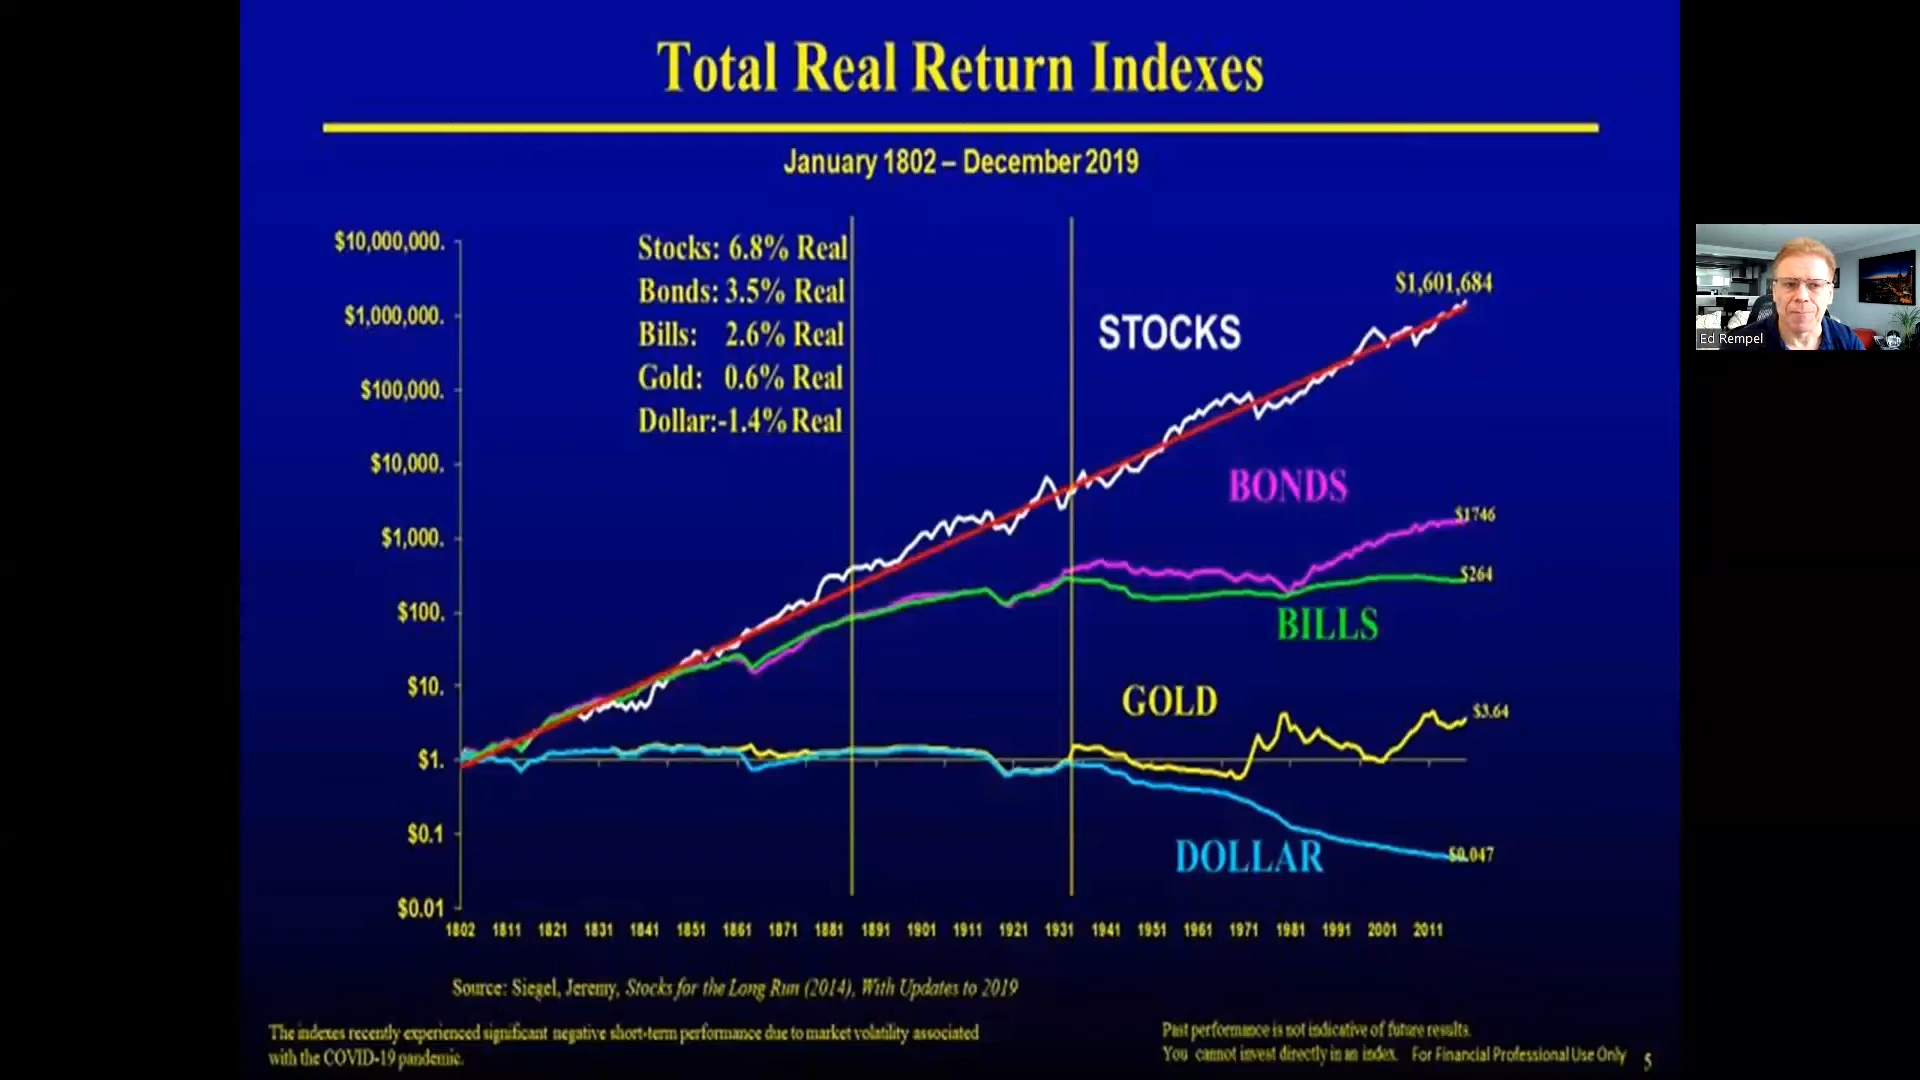 Total Real Return Indexes
January 1802 – December 2019
$10,000,000.
$1,000,000.
$100,000.
$10,000.
$1,000.
$100.
$10.
$1.
$0.1
$0.01
Stocks: 6.8% Real
Bonds: 3.5% Real
Bills: 2.6% Real
Gold: 0.6% Real
Dollar:-1.4% Real
$1,601,684
STOCKS
BONDS
$1746
$264
BILLS
GOLD
$3.64
DOLLAR
$0.047
1802 1811 1821 1831 1841 1851 1861 1871 1881 1891 1901 1911 1921 1931 1941 1951 1961 1971 1981 1991 2001 2011
Source: Siegel, Jeremy, Stocks for the Long Run (2014), With Updates to 2019
The indexes recently experienced significant negative short-term performance due to market volatility associated
with the COVID-19 pandemic.
Past performance is not indicative of future results.
You cannot invest directly in an index. For Financial Professional Use Only 5
Ed Rempel